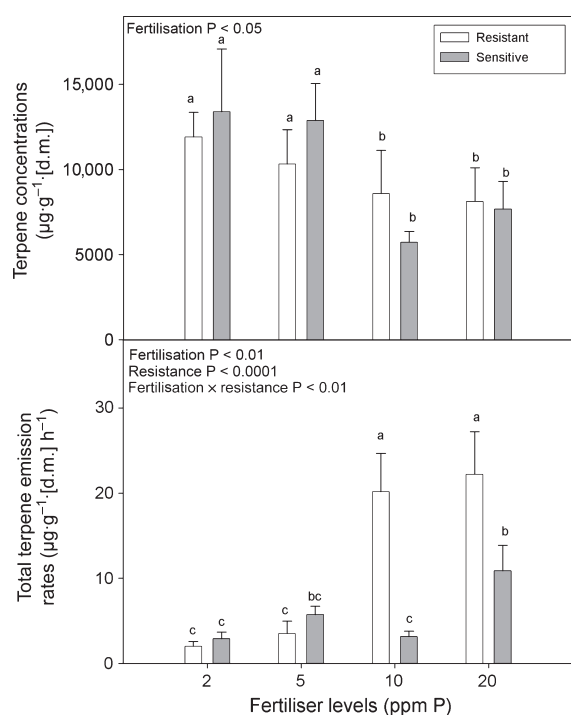 Fertilisation P < 0.05
Resistant
Sensitive
Terpene concentrations
(µg·g⁻¹·[d.m.])
15,000
10,000
5000
0
a
a
a
a
b
b
b
b
Fertilisation P < 0.01
Resistance P < 0.0001
Fertilisation × resistance P < 0.01
Total terpene emission
rates (µg·g⁻¹·[d.m.] h⁻¹)
30
20
10
0
c
c
c
bc
a
c
a
b
2
5
10
20
Fertiliser levels (ppm P)